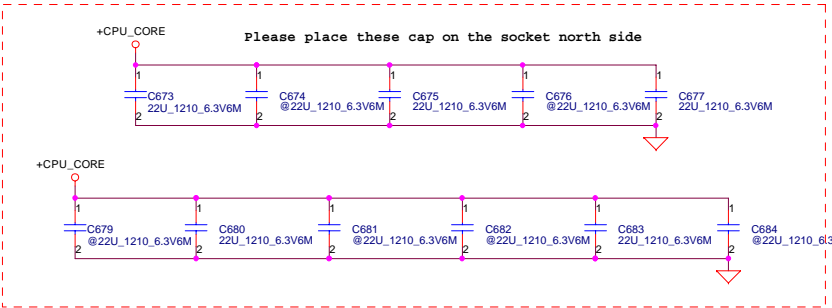 +CPU_CORE
Please place these cap on the socket north side
1 1 1 1 1
C673 C674 C675 C676 C677
22U_1210_6.3V6M @22U_1210_6.3V6M 22U_1210_6.3V6M @22U_1210_6.3V6M 22U_1210_6.3V6M
2 2 2 2 2
+CPU_CORE
1 1 1 1 1 1
C679 C680 C681 C682 C683 C684
@22U_1210_6.3V6M 22U_1210_6.3V6M @22U_1210_6.3V6M @22U_1210_6.3V6M 22U_1210_6.3V6M @22U_1210_6.3
2 2 2 2 2 2